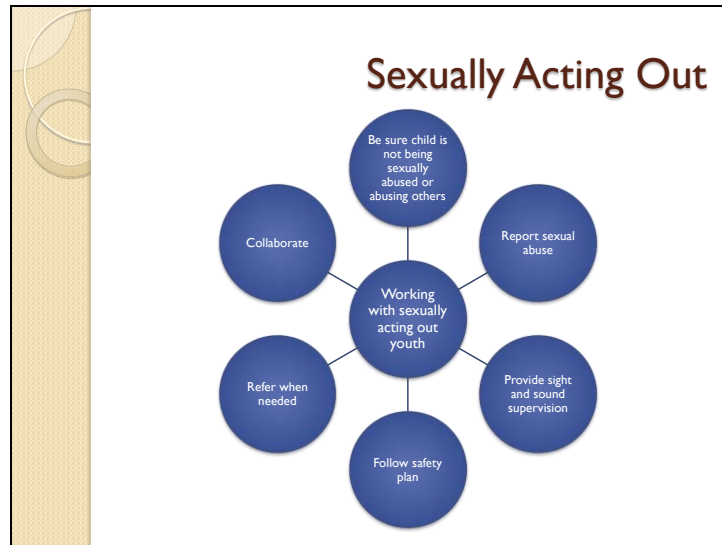 Sexually Acting Out
Be sure child is
not being
sexually
abused or
abusing others
Report sexual
abuse
Provide sight
and sound
supervision
Follow safety
plan
Refer when
needed
Collaborate
Working
with sexually
acting out
youth